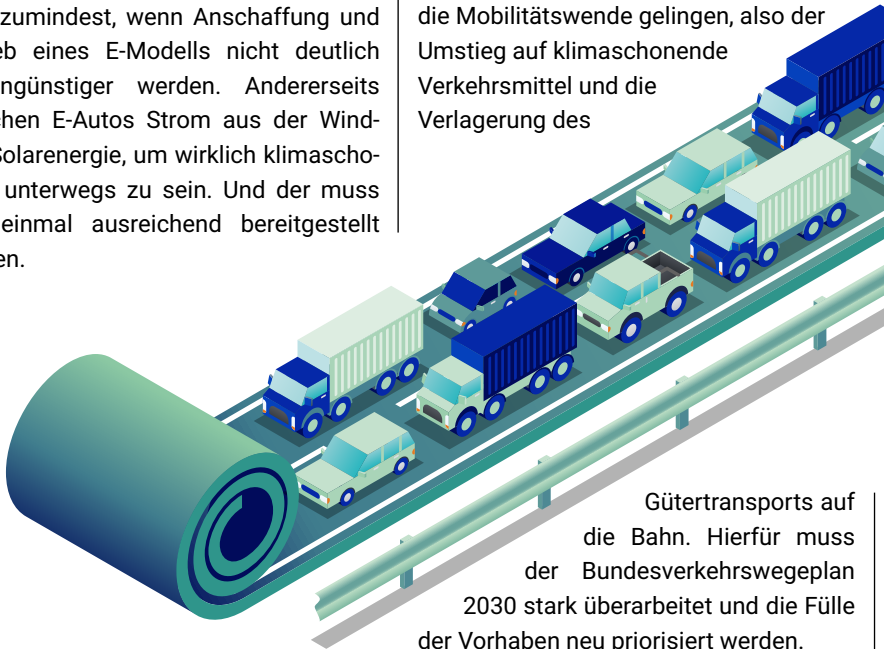 zumindest, wenn Anschaffung und
eb eines E-Modells nicht deutlich
ngünstiger werden. Andererseits
chen E-Autos Strom aus der Wind-
Solarenergie, um wirklich klimascho-
unterwegs zu sein. Und der muss
einmal ausreichend bereitgestellt
en.
die Mobilitätswende gelingen, also der
Umstieg auf klimaschonende
Verkehrsmittel und die
Verlagerung des
Gütertransports auf
die Bahn. Hierfür muss
der Bundesverkehrswegeplan
2030 stark überarbeitet und die Fülle
der Vorhaben neu priorisiert werden.